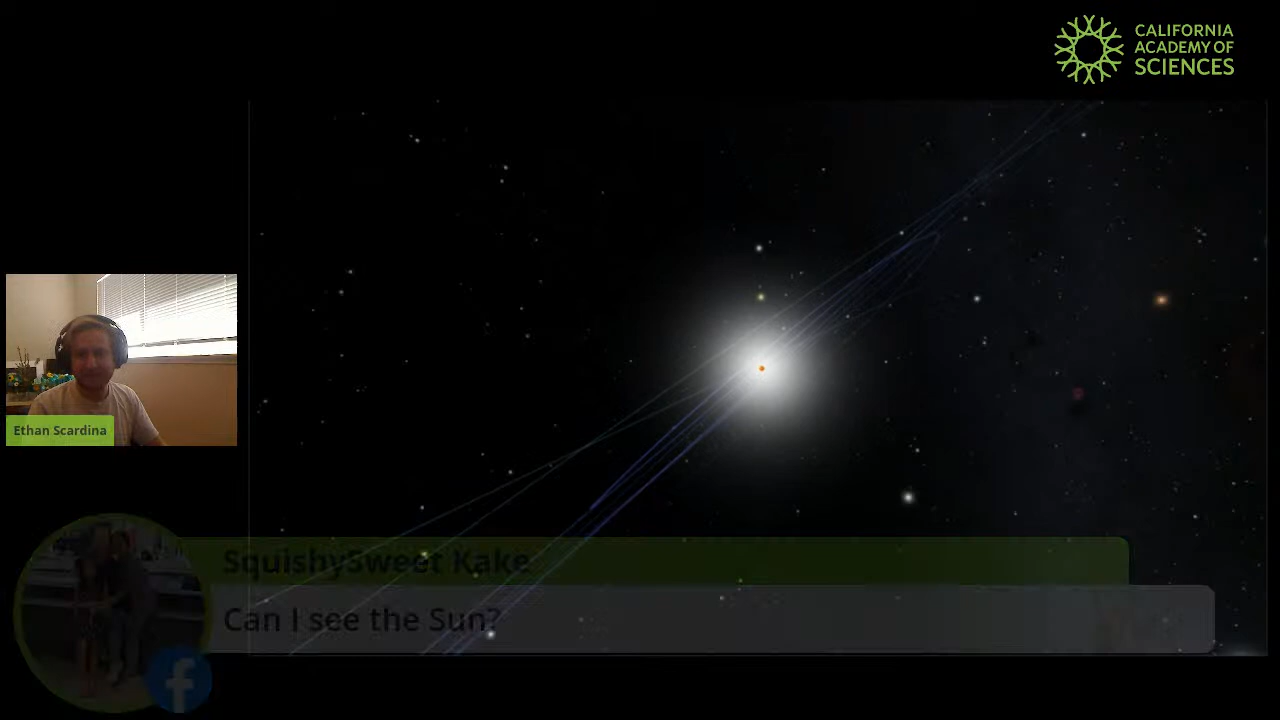 CALIFORNIA
ACADEMY OF
SCIENCES
Ethan Scardina
SquishySweet Kake
Can I see the Sun?